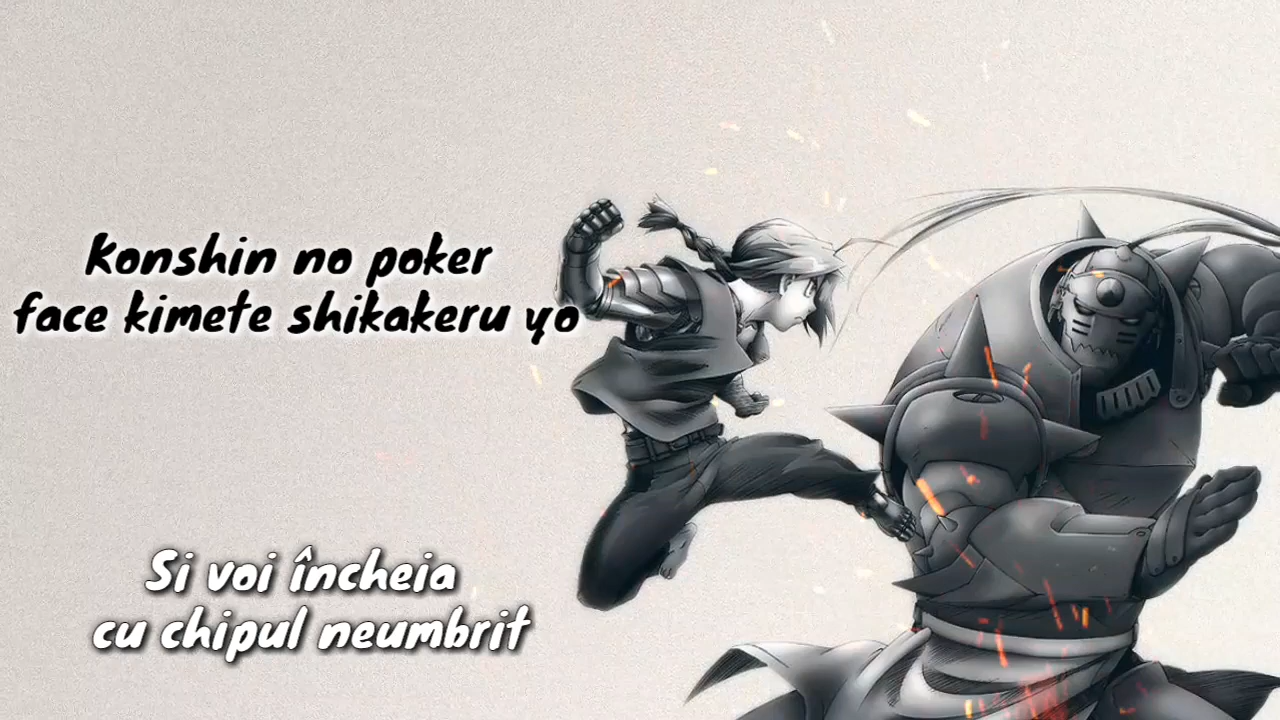 Konshin no poker
face kimete shikakeru yo
Si voi încheia
cu chipul neumbrit